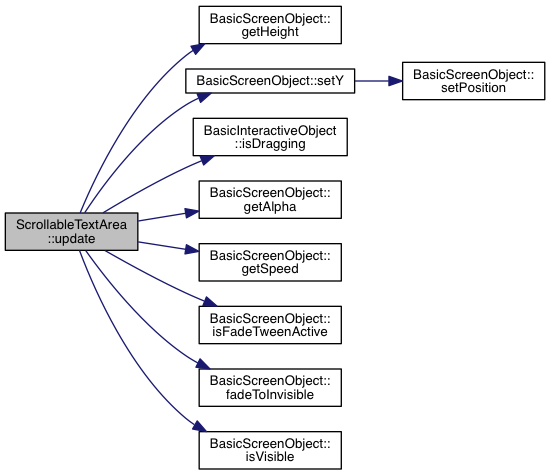 BasicScreenObject::
getHeight
BasicScreenObject::setY
BasicScreenObject::
setPosition
BasicInteractiveObject
::isDragging
BasicScreenObject::
getAlpha
ScrollableTextArea
::update
BasicScreenObject::
getSpeed
BasicScreenObject::
isFadeTweenActive
BasicScreenObject::
fadeToInvisible
BasicScreenObject::
isVisible